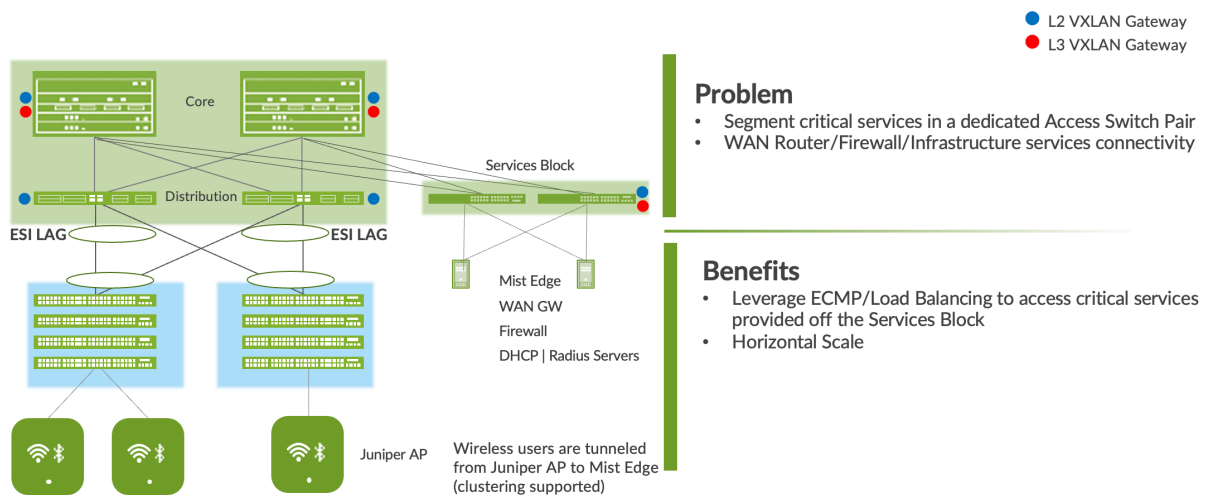 L2 VXLAN Gateway
L3 VXLAN Gateway
Core
Distribution
Services Block
ESI LAG
ESI LAG
Mist Edge
WAN GW
Firewall
DHCP | Radius Servers
Juniper AP
Wireless users are tunneled
from Juniper AP to Mist Edge
(clustering supported)
Problem
• Segment critical services in a dedicated Access Switch Pair
• WAN Router/Firewall/Infrastructure services connectivity
Benefits
• Leverage ECMP/Load Balancing to access critical services
provided off the Services Block
• Horizontal Scale